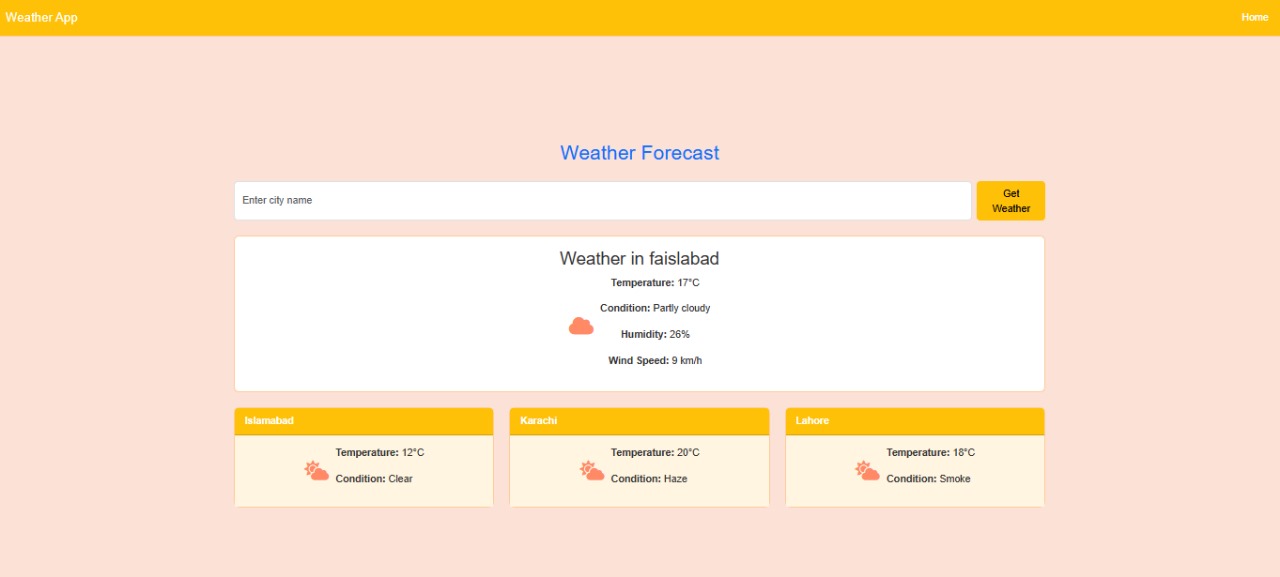 Weather App
Home
Weather Forecast
Enter city name
Get
Weather
Weather in faislabad
Temperature: 17°C
Condition: Partly cloudy
Humidity: 26%
Wind Speed: 9 km/h
Islamabad
Temperature: 12°C
Condition: Clear
Karachi
Temperature: 20°C
Condition: Haze
Lahore
Temperature: 18°C
Condition: Smoke